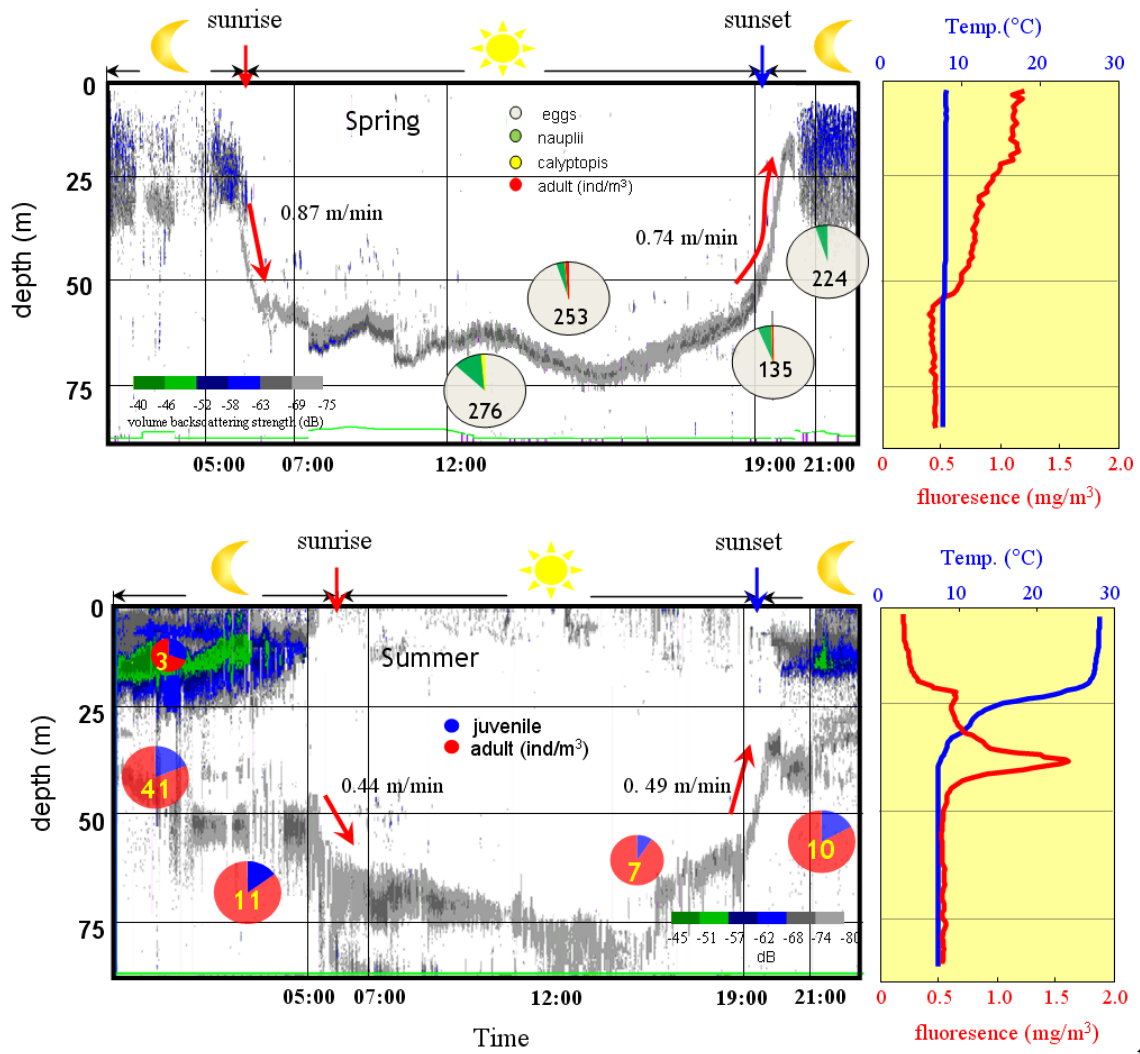 sunrise
sunset
Temp.(°C)
0 10 20 30
0
25
50
75
depth (m)
Spring
eggs
nauplii
calyptopis
adult (ind/m³)
0.87 m/min
0.74 m/min
224
253
135
276
-40 -46 -52 -58 -63 -69 -75
volume backscattering strength (dB)
05:00 07:00 12:00 19:00 21:00
0 0.5 1.0 1.5 2.0
fluoresence (mg/m³)
sunrise
sunset
Temp. (°C)
0 10 20 30
0
25
50
75
depth (m)
Summer
juvenile
adult (ind/m³)
3
41
11
0.44 m/min
0. 49 m/min
7
10
-45 -51 -57 -62 -68 -74 -80
dB
05:00 07:00 12:00 19:00 21:00
Time
0 0.5 1.0 1.5 2.0
fluoresence (mg/m³)